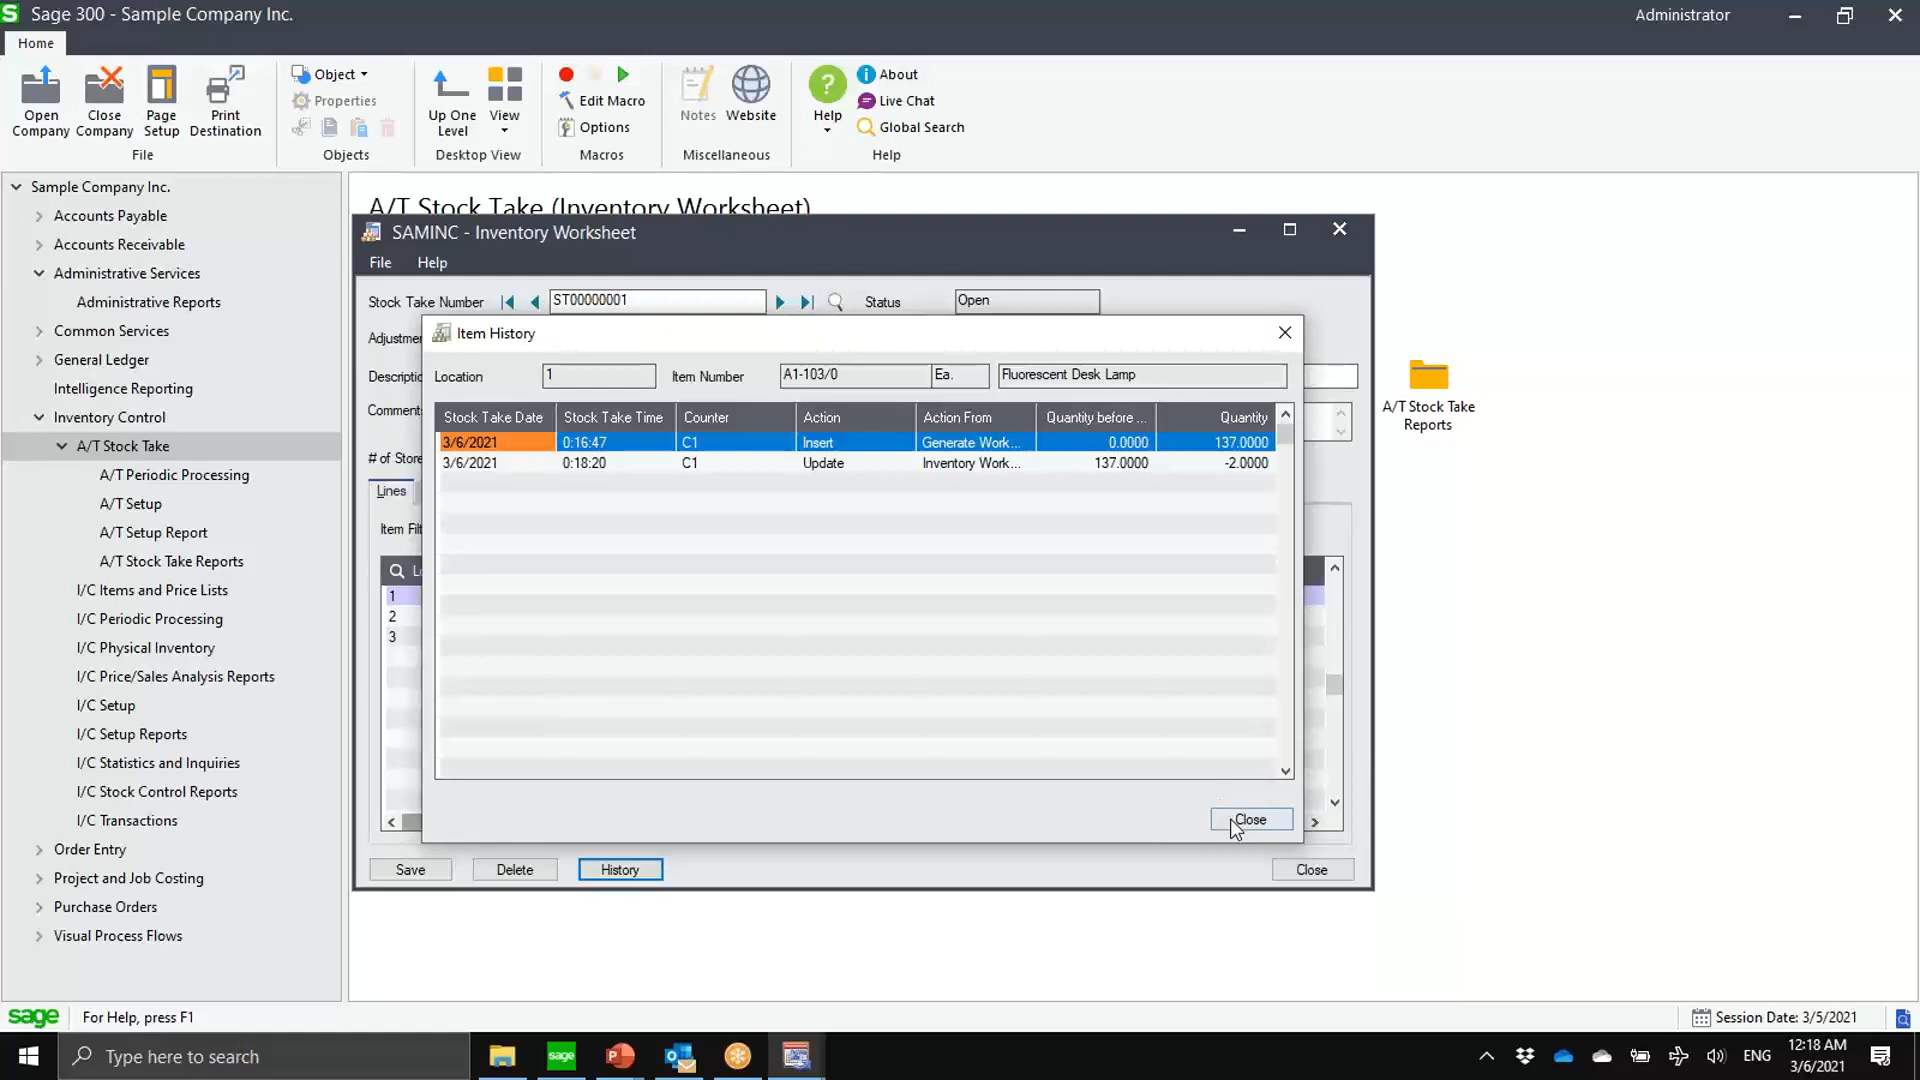 Sage 300 - Sample Company Inc.
Administrator
Home
Open Company
Close Company
Page Setup
Print Destination
File
Object
Properties
Objects
Up One Level
View
Desktop View
Edit Macro
Options
Macros
Notes
Website
Miscellaneous
Help
About
Live Chat
Global Search
Help
Sample Company Inc.
Accounts Payable
Accounts Receivable
Administrative Services
Administrative Reports
Common Services
General Ledger
Intelligence Reporting
Inventory Control
A/T Stock Take
A/T Periodic Processing
A/T Setup
A/T Setup Report
A/T Stock Take Reports
I/C Items and Price Lists
I/C Periodic Processing
I/C Physical Inventory
I/C Price/Sales Analysis Reports
I/C Setup
I/C Setup Reports
I/C Statistics and Inquiries
I/C Stock Control Reports
I/C Transactions
Order Entry
Project and Job Costing
Purchase Orders
Visual Process Flows
A/T Stock Take (Inventory Worksheet)
SAMINC - Inventory Worksheet
File Help
Stock Take Number ST00000001 Status Open
Adjustme
Descriptio
Comment
# of Store
Lines
Item Filt
1
2
3
Item History
Location 1 Item Number A1-103/0 Ea. Fluorescent Desk Lamp
Stock Take Date Stock Take Time Counter Action Action From Quantity before ... Quantity
3/6/2021 0:16:47 C1 Insert Generate Work... 0.0000 137.0000
3/6/2021 0:18:20 C1 Update Inventory Work... 137.0000 -2.0000
Close
Save Delete History Close
A/T Stock Take Reports
sage For Help, press F1
Session Date: 3/5/2021
Type here to search
sage
ENG
12:18 AM
3/6/2021